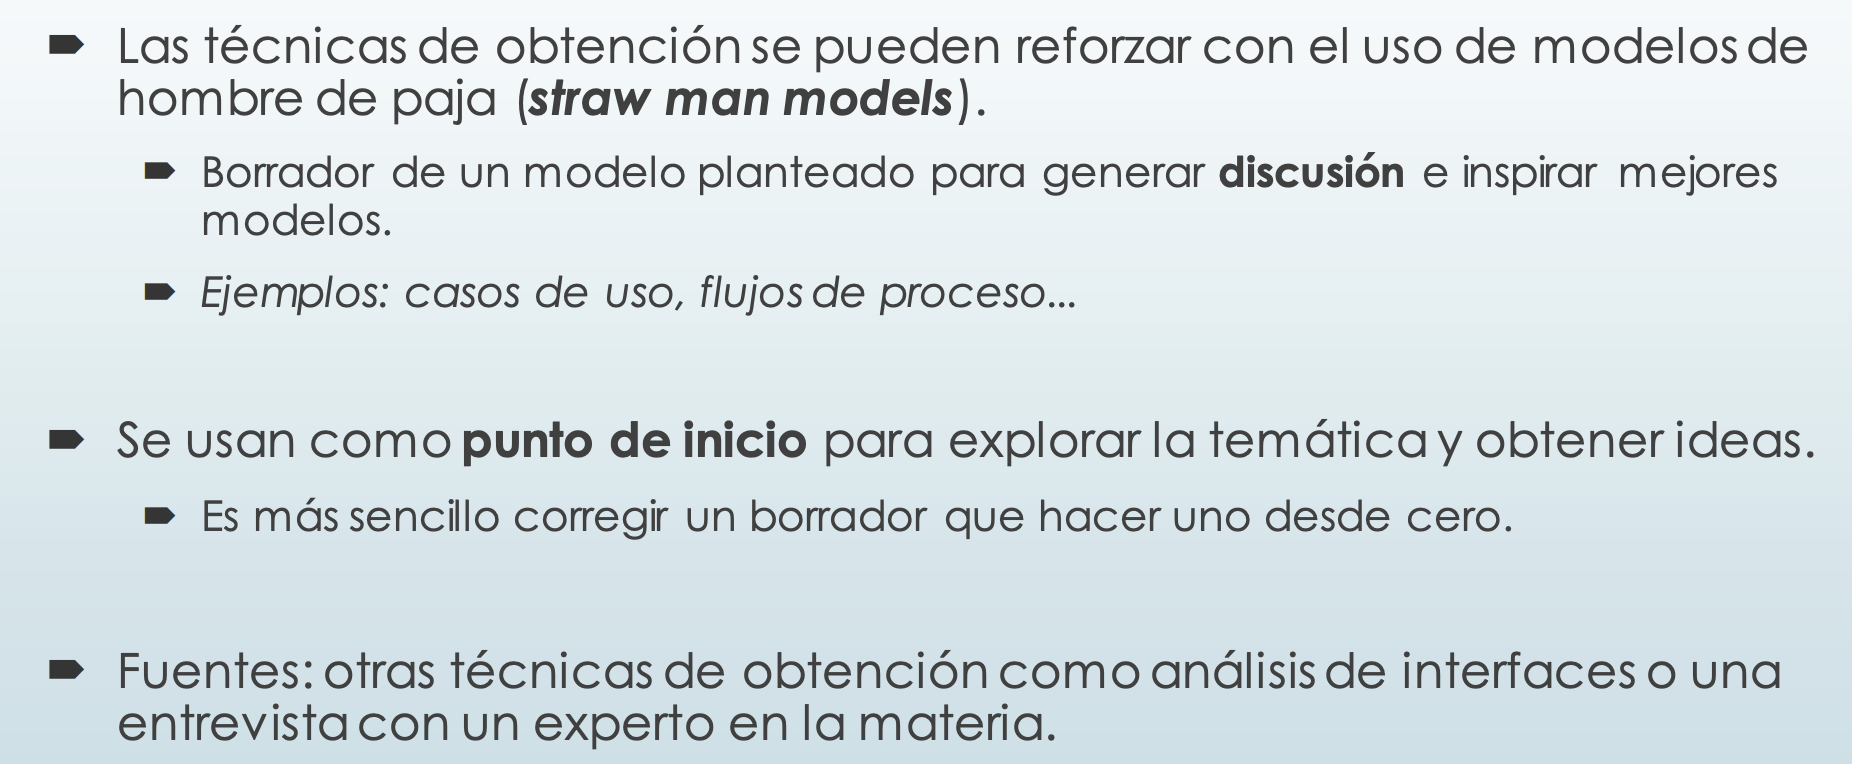 Las técnicas de obtención se pueden reforzar con el uso de modelos de
hombre de paja (straw man models).
Borrador de un modelo planteado para generar discusión e inspirar mejores
modelos.
Ejemplos: casos de uso, flujos de proceso...
Se usan como punto de inicio para explorar la temática y obtener ideas.
Es más sencillo corregir un borrador que hacer uno desde cero.
Fuentes: otras técnicas de obtención como análisis de interfaces o una
entrevista con un experto en la materia.